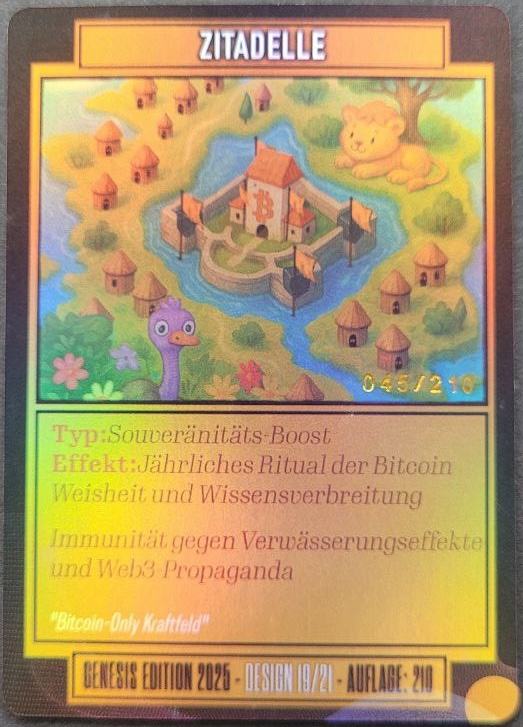 ZITADELLE
045/210
Typ:Souveränitäts-Boost
Effekt:Jährliches Ritual der Bitcoin
Weisheit und Wissensverbreitung
Immunität gegen Verwässerungseffekte
und Web3-Propaganda
"Bitcoin-Only Kraftfeld"
GENESIS EDITION 2025 - DESIGN 19/21 - AUFLAGE: 210